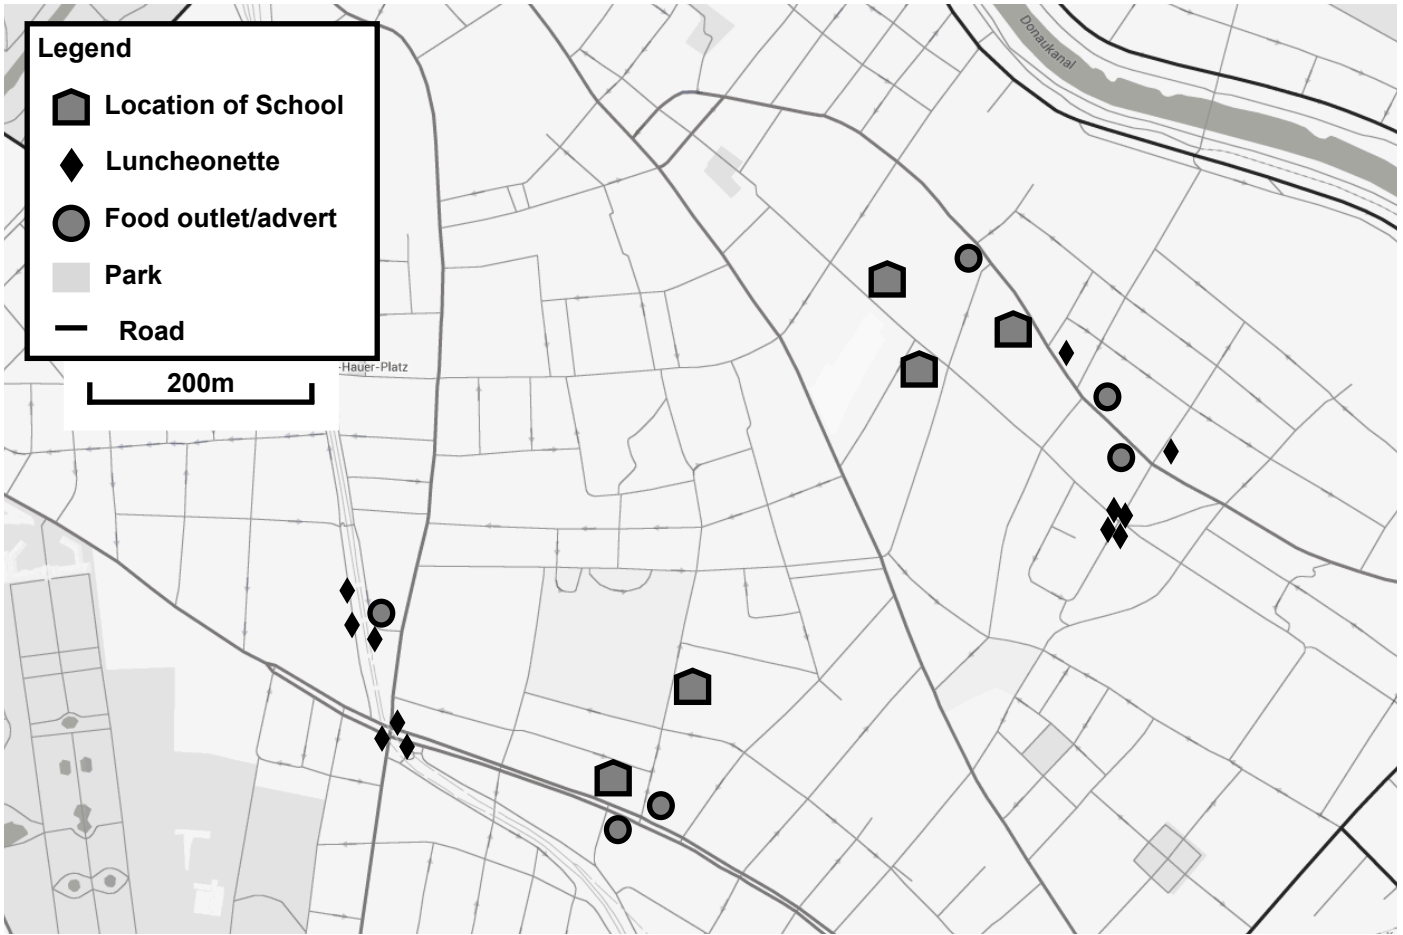 Legend
Location of School
Luncheonette
Food outlet/advert
Park
Road
-Hauer-Platz
200m
Donaukanal